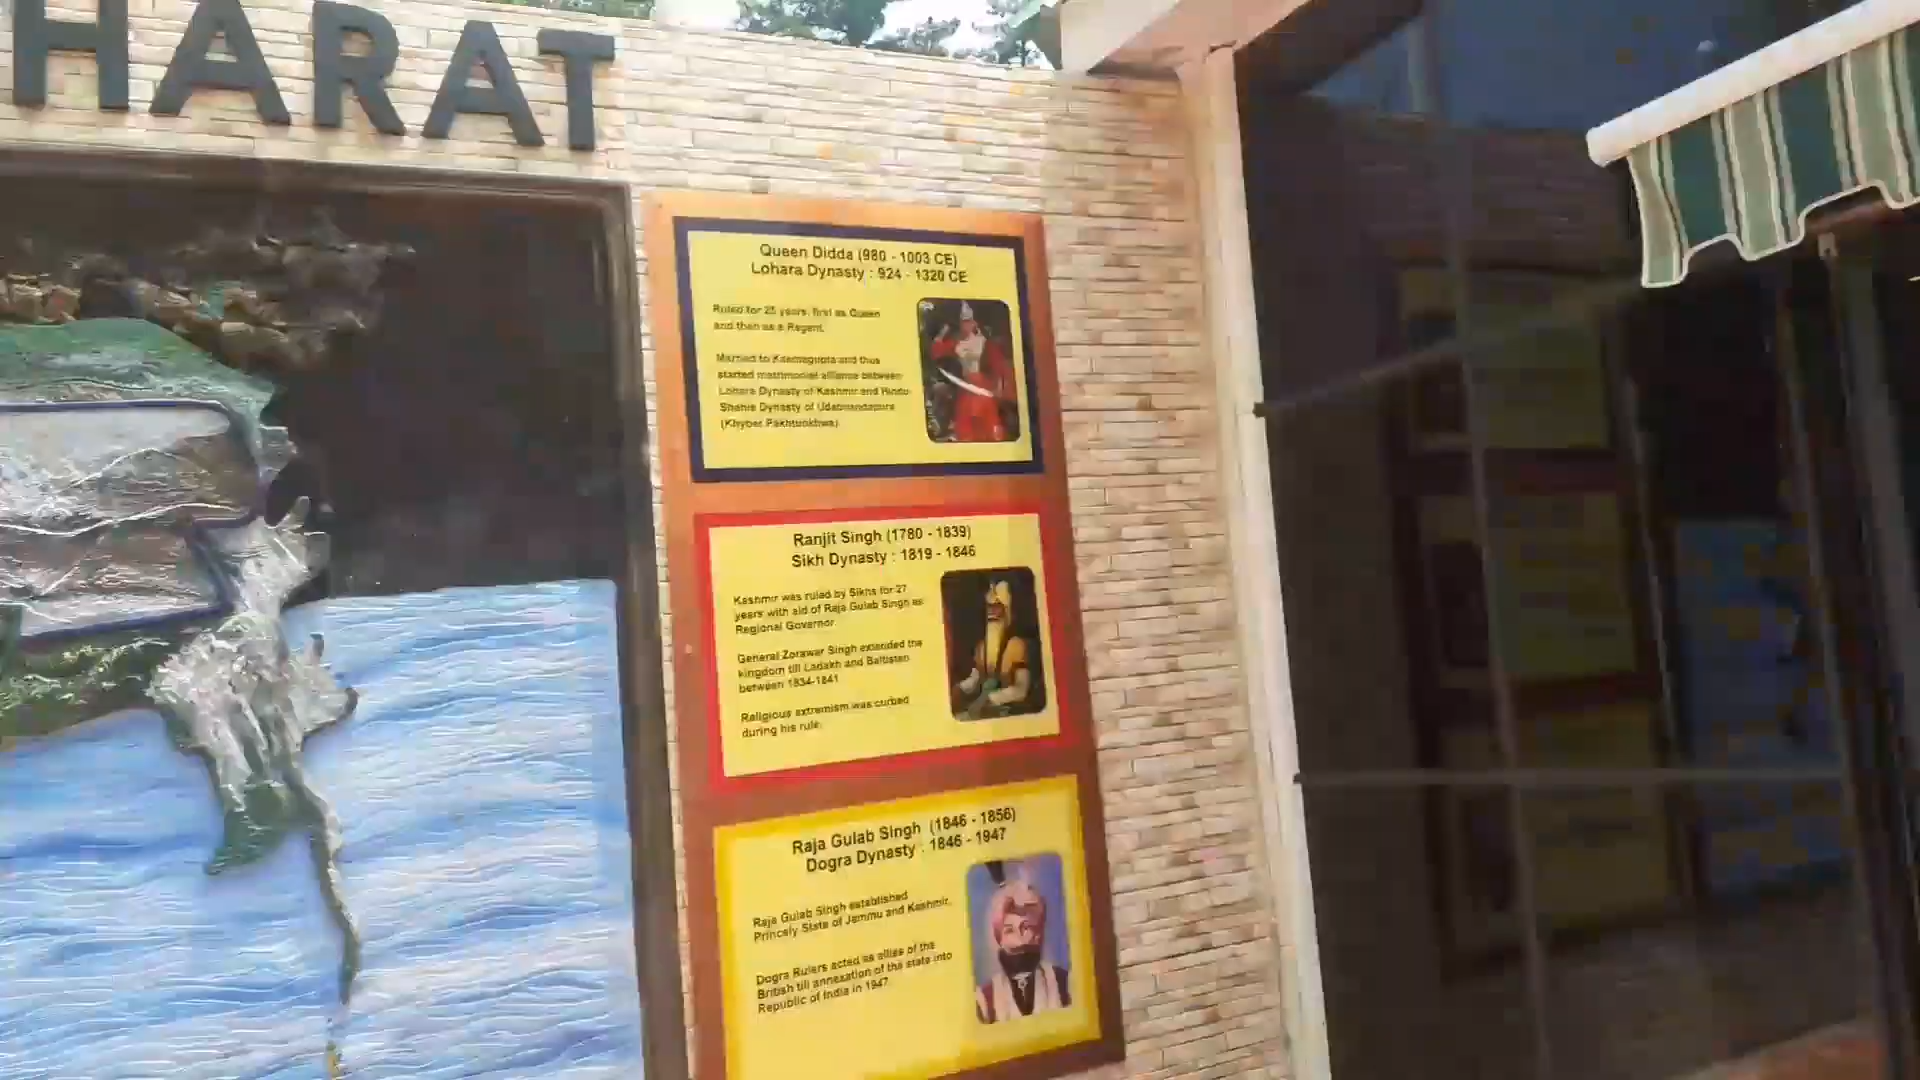 HARAT
Queen Didda (980 - 1003 CE)
Lohara Dynasty : 924 - 1320 CE
Ruled for 25 years, first as Queen
and then as a Regent.
Married to Ksemagupta and thus
started matrimonial alliance between
Lohara Dynasty of Kashmir and Hindu
Shahis Dynasty of Udabhandapura
(Khyber Pakhtunkhwa)
Ranjit Singh (1780 - 1839)
Sikh Dynasty : 1819 - 1846
Kashmir was ruled by Sikhs for 27
years with aid of Raja Gulab Singh as
Regional Governor.
General Zorawar Singh extended the
kingdom till Ladakh and Baltistan
between 1834-1841
Religious extremism was curbed
during his rule.
Raja Gulab Singh (1846 - 1856)
Dogra Dynasty : 1846 - 1947
Raja Gulab Singh established
Princely State of Jammu and Kashmir.
Dogra Rulers acted as allies of the
British till annexation of the state into
Republic of India in 1947.